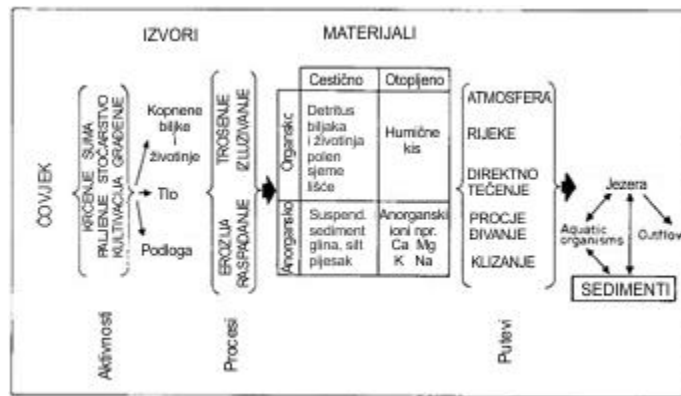 IZVORI
MATERIJALI
ČOVJEK
KRČENJE ŠUMA
PALJENJE STOČARSTVO
KULTIVACIJA GRAĐENJE
Kopnene
biljke
i
životinje
Tlo
Podloga
TROŠENJE
IZLUŽIVANJE
EROZIJA
RASPADANJE
Cestično
Otopljeno
Organsko
Detritus
biljaka
i životinja
polen
sjeme
lišće
Humične
kis
Anorgansko
Suspend.
sediment
glina, silt
pijesak
Anorganski
ioni npr.
Ca Mg
K Na
ATMOSFERA
RIJEKE
DIREKTNO
TEČENJE
PROCJE
ĐIVANJE
KLIZANJE
Jezera
Aquatic
organisms
Outflow
SEDIMENTI
Aktivnosti
Procesi
Putevi